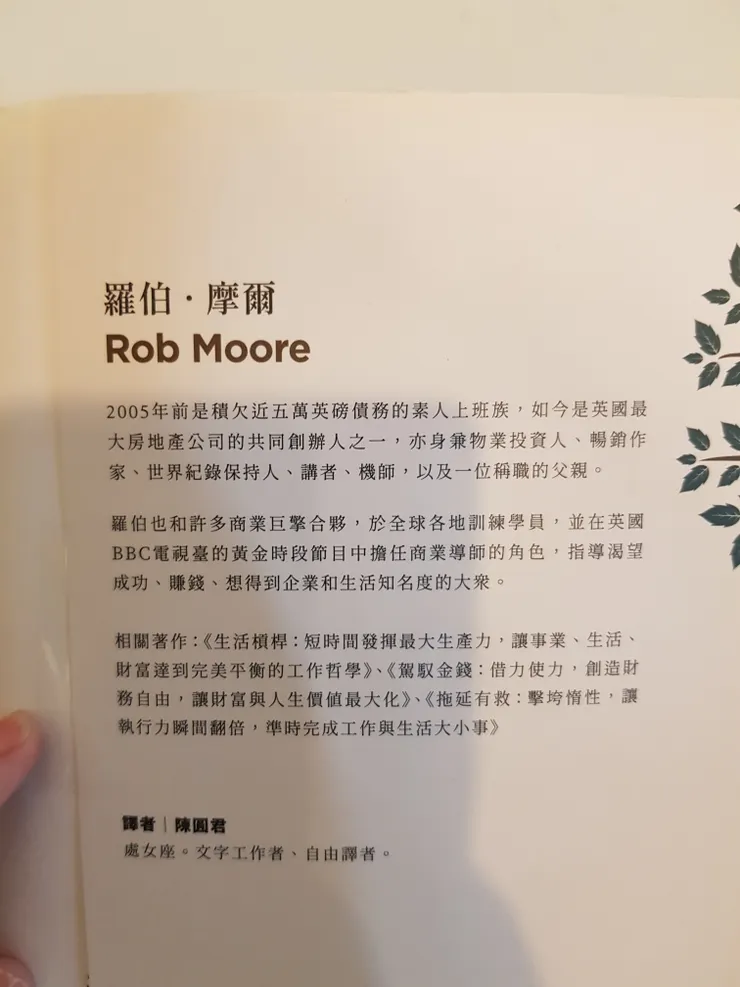 羅伯・摩爾
Rob Moore
2005年前是積欠近五萬英磅債務的素人上班族，如今是英國最
大房地產公司的共同創辦人之一，亦身兼物業投資人、暢銷作
家、世界紀錄保持人、講者、機師，以及一位稱職的父親。
羅伯也和許多商業巨擎合夥，於全球各地訓練學員，並在英國
BBC電視臺的黃金時段節目中擔任商業導師的角色，指導渴望
成功、賺錢、想得到企業和生活知名度的大眾。
相關著作：《生活槓桿：短時間發揮最大生產力，讓事業、生活、
財富達到完美平衡的工作哲學》、《駕馭金錢：借力使力，創造財
務自由，讓財富與人生價值最大化》、《拖延有救：擊垮惰性，讓
執行力瞬間翻倍，準時完成工作與生活大小事》
譯者｜陳圓君
處女座。文字工作者、自由譯者。